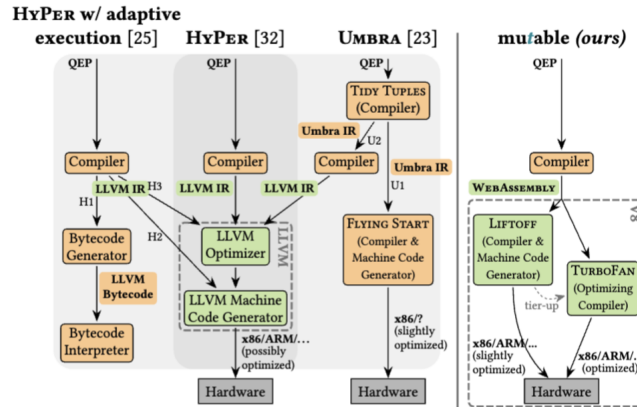 HYPER w/ adaptive
execution [25]
HYPER [32]
UMBRA [23]
mutable (ours)
QEP
QEP
QEP
QEP
TIDY TUPLES
(Compiler)
Umbra IR
U2
Compiler
Compiler
Compiler
Compiler
Umbra IR
LLVM IR
H3
LLVM IR
LLVM IR
U1
WEBASSEMBLY
H1
V8
Bytecode
Generator
H2
LLVM
Optimizer
LLVM
FLYING START
(Compiler &
Machine Code
Generator)
LIFTOFF
(Compiler &
Machine Code
Generator)
TURBOFAN
(Optimizing
Compiler)
LLVM
Bytecode
LLVM Machine
Code Generator
tier-up
Bytecode
Interpreter
x86/ARM/...
(possibly
optimized)
x86/?
(slightly
optimized)
x86/ARM/...
(slightly
optimized)
x86/ARM/..
(optimized)
Hardware
Hardware
Hardware